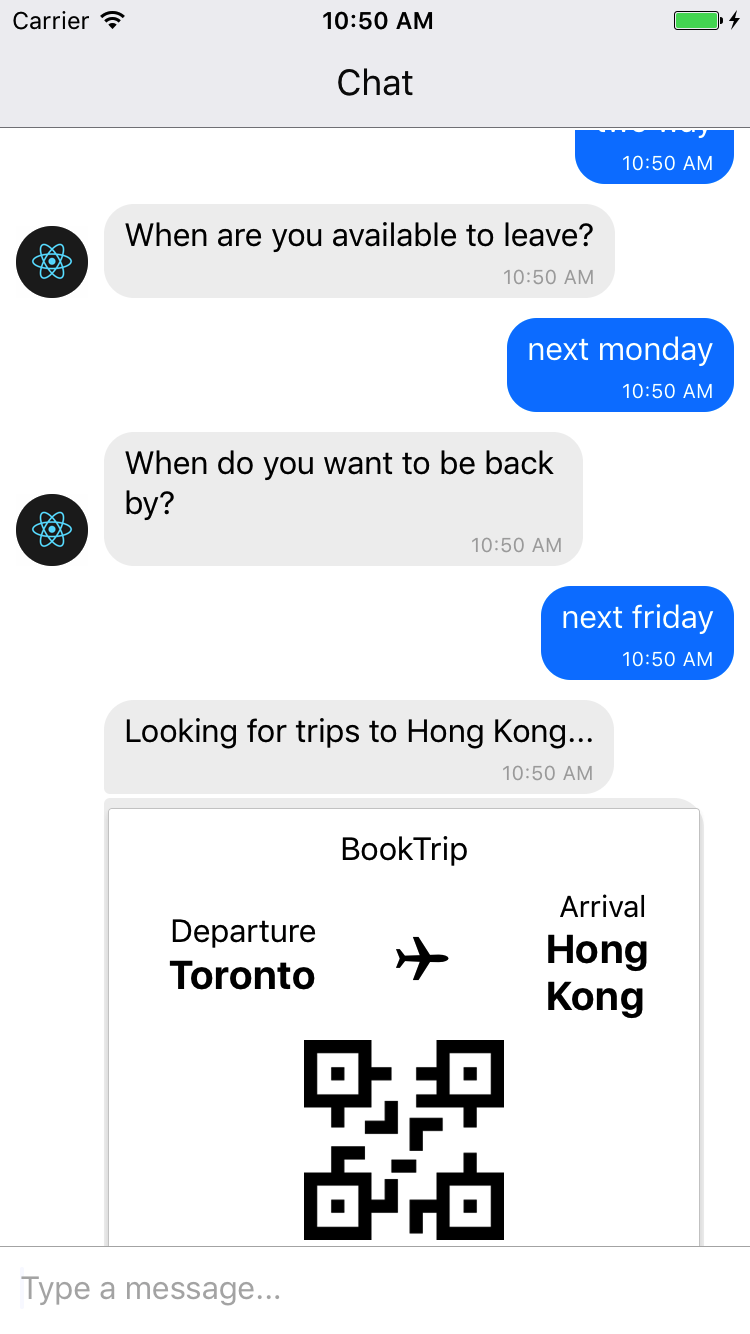 Carrier 10:50 AM
Chat
10:50 AM
When are you available to leave?
10:50 AM
next monday
10:50 AM
When do you want to be back
by?
10:50 AM
next friday
10:50 AM
Looking for trips to Hong Kong...
10:50 AM
BookTrip
Departure
Toronto
Arrival
Hong
Kong
Type a message...